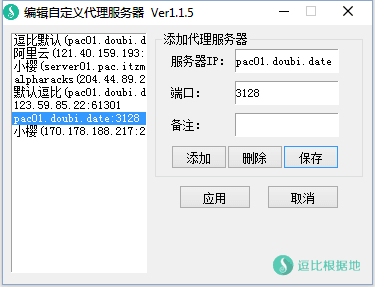 编辑自定义代理服务器 Ver1.1.5
逗比默认(pac01.doubi.d
阿里云(121.40.159.193:
小樱(server01.pac.itzm
alpharacks(204.44.89.2
默认逗比(pac01.doubi.d
123.59.85.22:61301
pac01.doubi.date:3128
小樱(170.178.188.217:2
添加代理服务器
服务器IP: pac01.doubi.date
端口: 3128
备注:
添加 删除 保存
应用 取消
逗比根据地